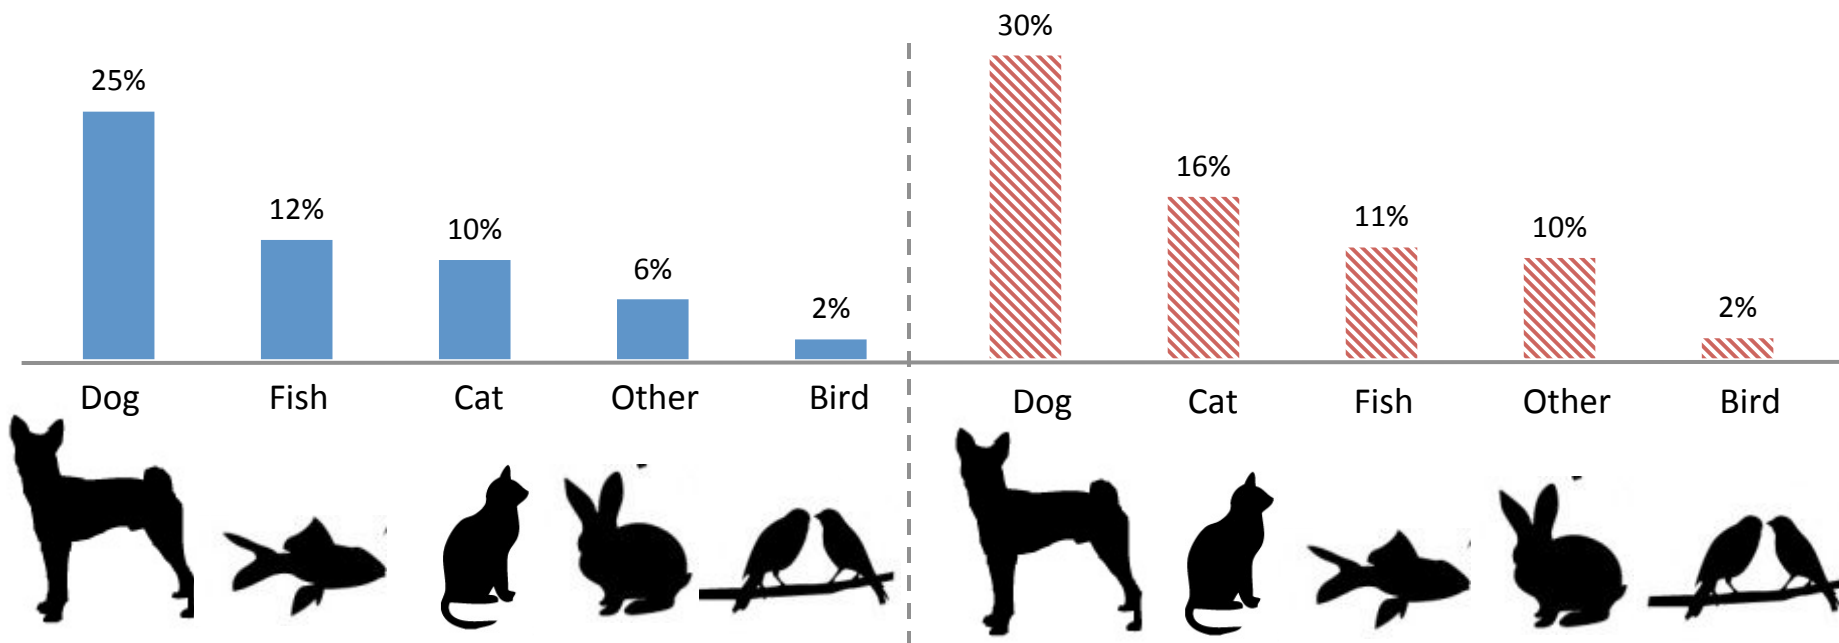 25%
12%
10%
6%
2%
Dog
Fish
Cat
Other
Bird
30%
16%
11%
10%
2%
Dog
Cat
Fish
Other
Bird